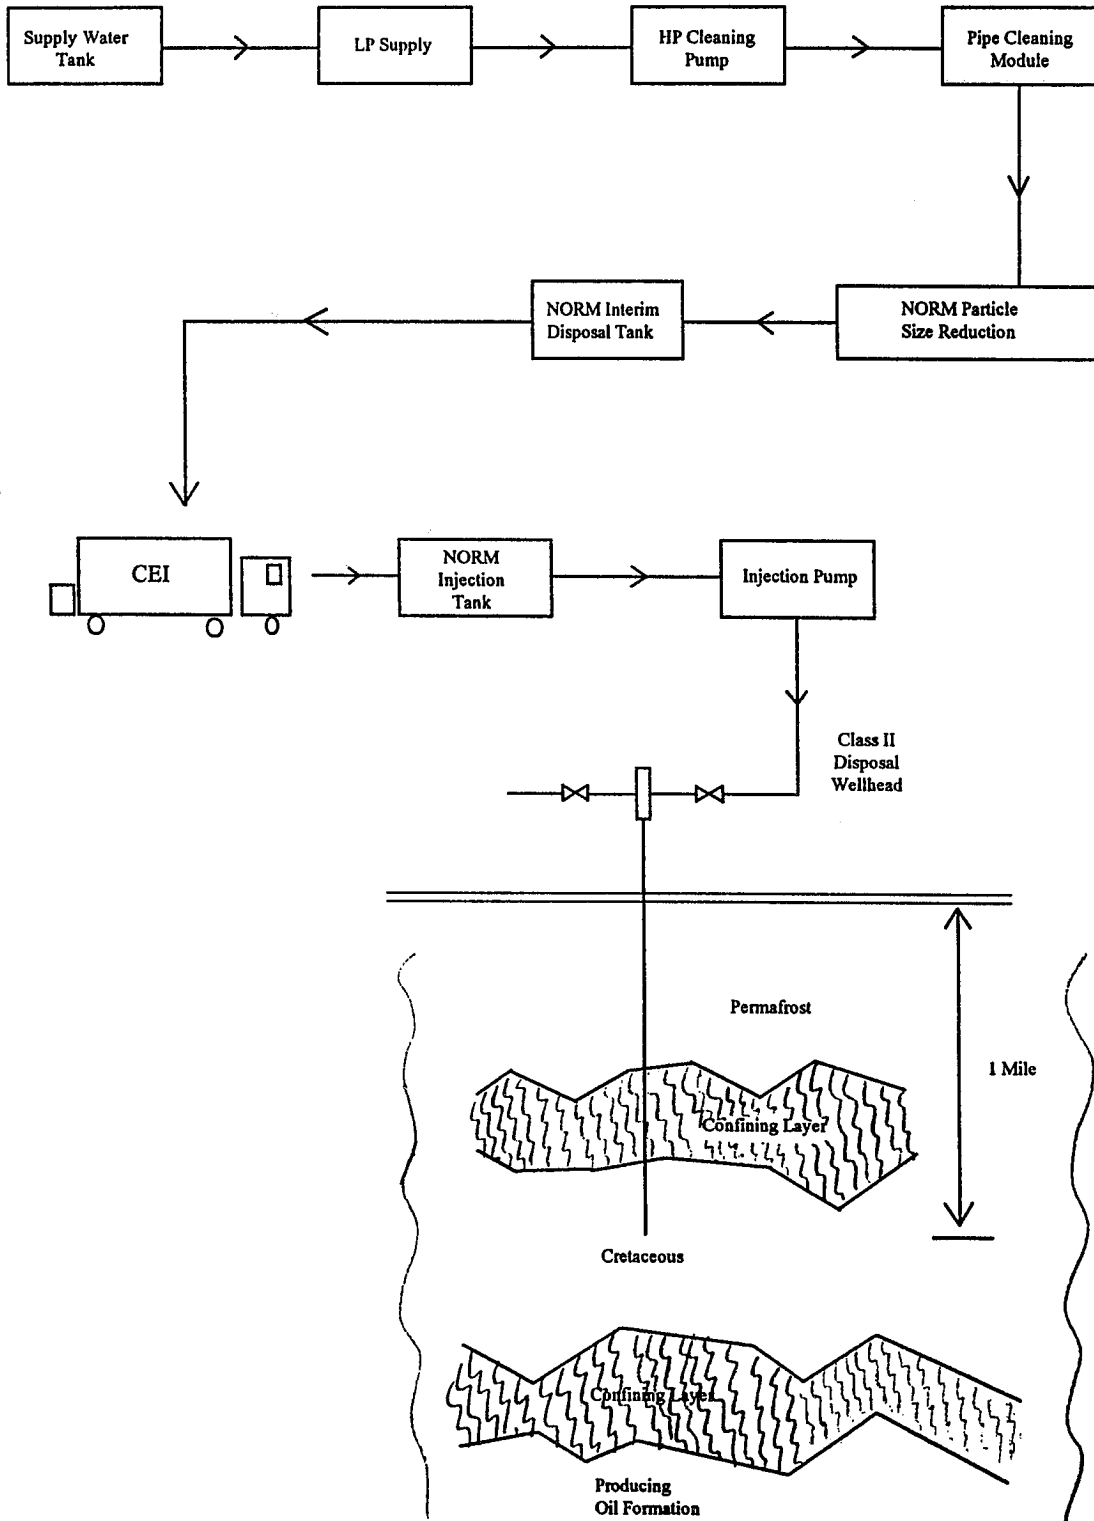 Supply Water
Tank
LP Supply
HP Cleaning
Pump
Pipe Cleaning
Module
NORM Interim
Disposal Tank
NORM Particle
Size Reduction
CEI
NORM
Injection
Tank
Injection Pump
Class II
Disposal
Wellhead
Permafrost
1 Mile
Confining Layer
Cretaceous
Confining Layer
Producing
Oil Formation